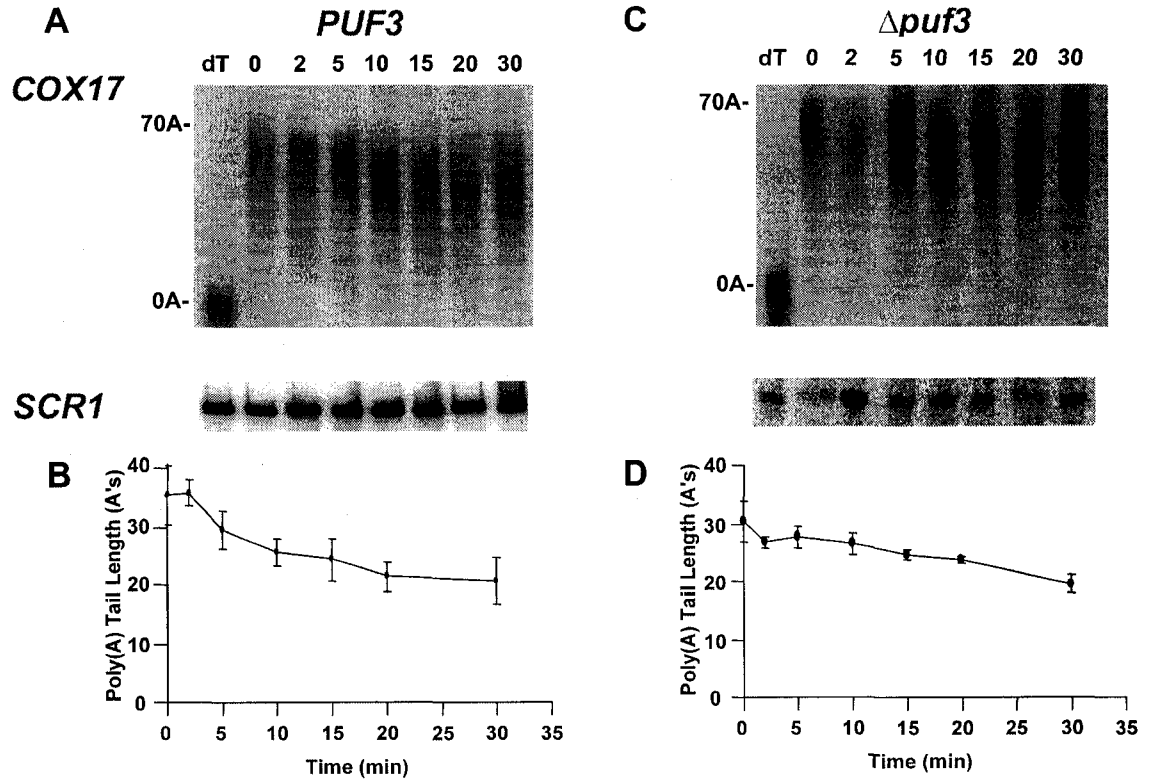 A PUF3
dT 0 2 5 10 15 20 30
COX17
70A-
0A-
SCR1
B
Poly(A) Tail Length (A's)
40
30
20
10
0
0 5 10 15 20 25 30 35
Time (min)
C Δpuf3
dT 0 2 5 10 15 20 30
70A-
0A-
D
Poly(A) Tail Length (A's)
40
30
20
10
0
0 5 10 15 20 25 30 35
Time (min)